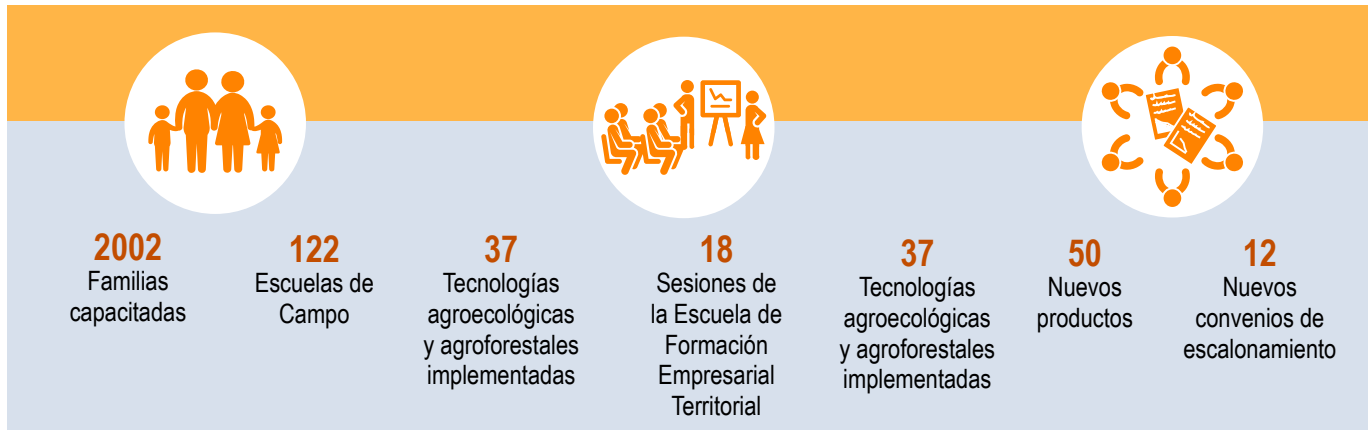 2002
Familias
capacitadas
122
Escuelas de
Campo
37
Tecnologías
agroecológicas
y agroforestales
implementadas
18
Sesiones de
la Escuela de
Formación
Empresarial
Territorial
37
Tecnologías
agroecológicas
y agroforestales
implementadas
50
Nuevos
productos
12
Nuevos
convenios de
escalonamiento